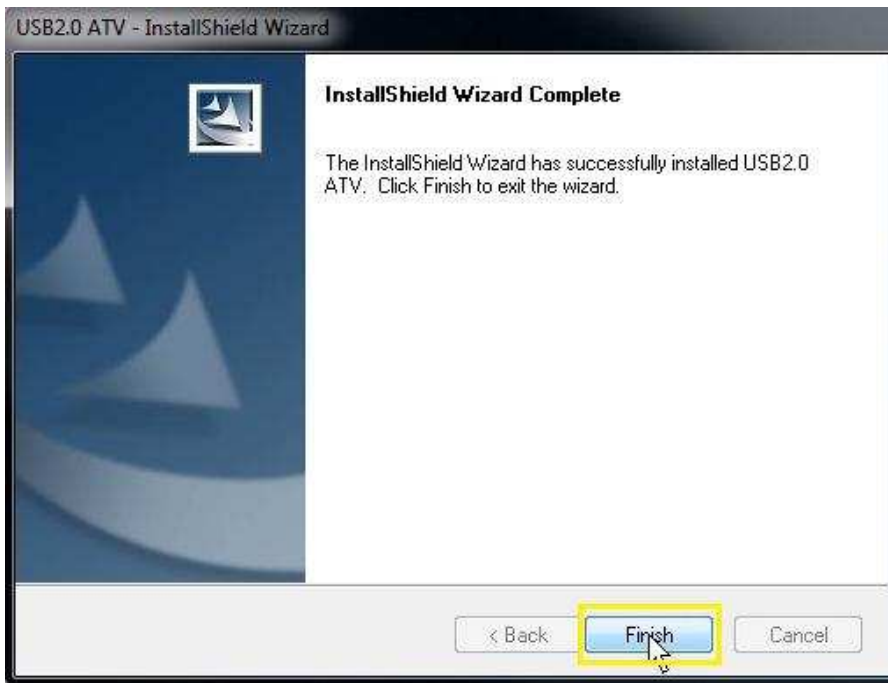 USB2.0 ATV - InstallShield Wizard
InstallShield Wizard Complete
The InstallShield Wizard has successfully installed USB2.0
ATV. Click Finish to exit the wizard.
< Back Finish Cancel